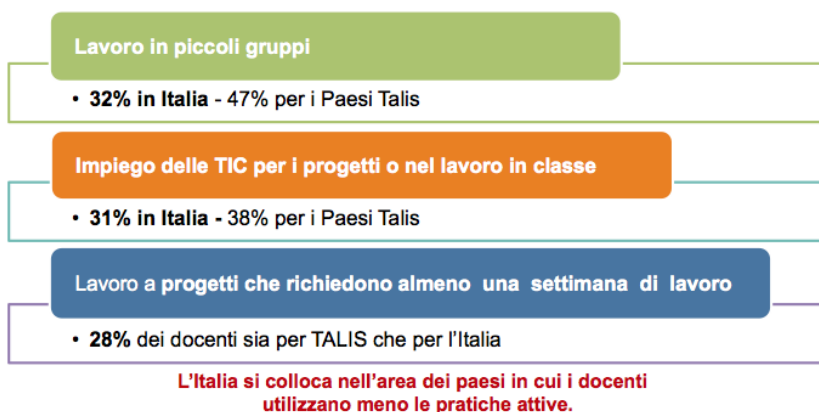 Lavoro in piccoli gruppi
• 32% in Italia - 47% per i Paesi Talis
Impiego delle TIC per i progetti o nel lavoro in classe
• 31% in Italia - 38% per i Paesi Talis
Lavoro a progetti che richiedono almeno una settimana di lavoro
• 28% dei docenti sia per TALIS che per l'Italia
L'Italia si colloca nell'area dei paesi in cui i docenti
utilizzano meno le pratiche attive.